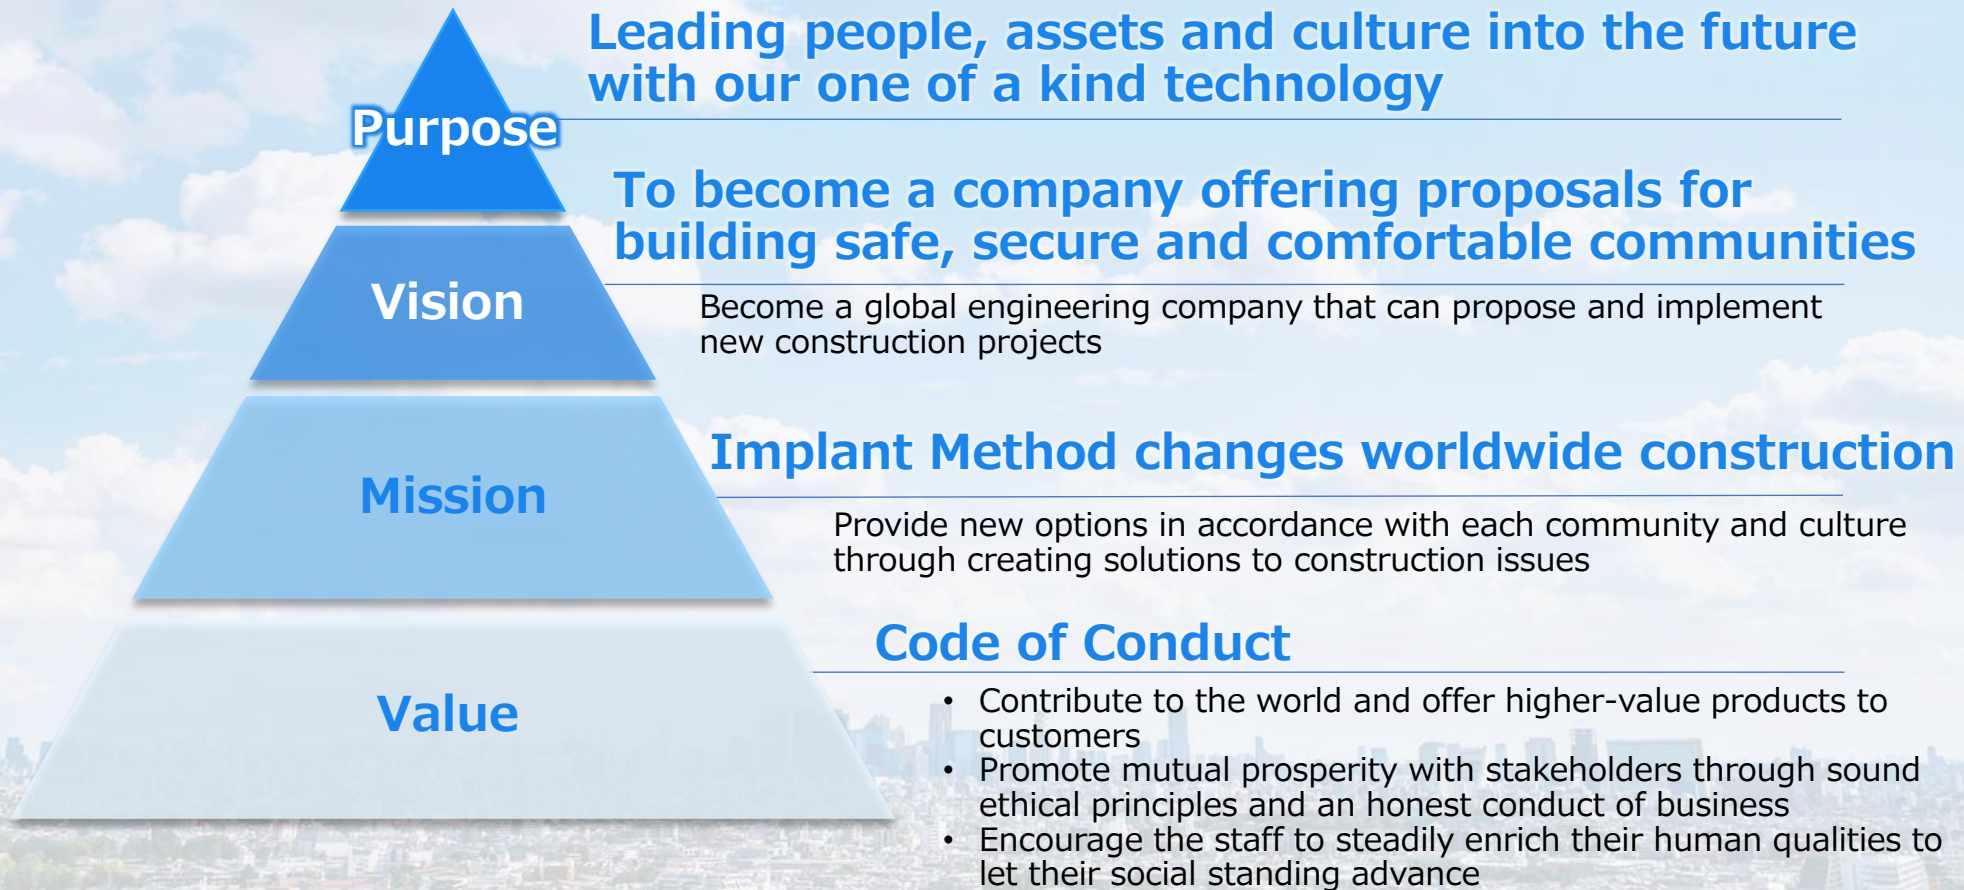 Leading people, assets and culture into the future
with our one of a kind technology
Purpose
To become a company offering proposals for
building safe, secure and comfortable communities
Vision
Become a global engineering company that can propose and implement
new construction projects
Implant Method changes worldwide construction
Mission
Provide new options in accordance with each community and culture
through creating solutions to construction issues
Code of Conduct
Value
• Contribute to the world and offer higher-value products to
customers
• Promote mutual prosperity with stakeholders through sound
ethical principles and an honest conduct of business
• Encourage the staff to steadily enrich their human qualities to
let their social standing advance